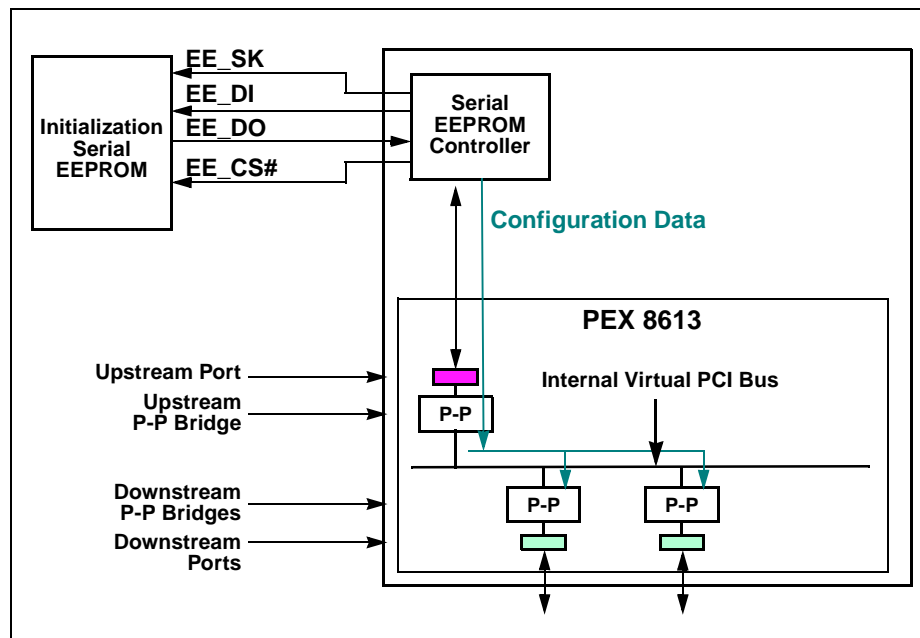 EE_SK
EE_DI
EE_DO
EE_CS#
Initialization
Serial
EEPROM
Serial
EEPROM
Controller
Configuration Data
PEX 8613
Upstream Port
Internal Virtual PCI Bus
Upstream
P-P Bridge
P-P
Downstream
P-P Bridges
P-P
P-P
Downstream
Ports